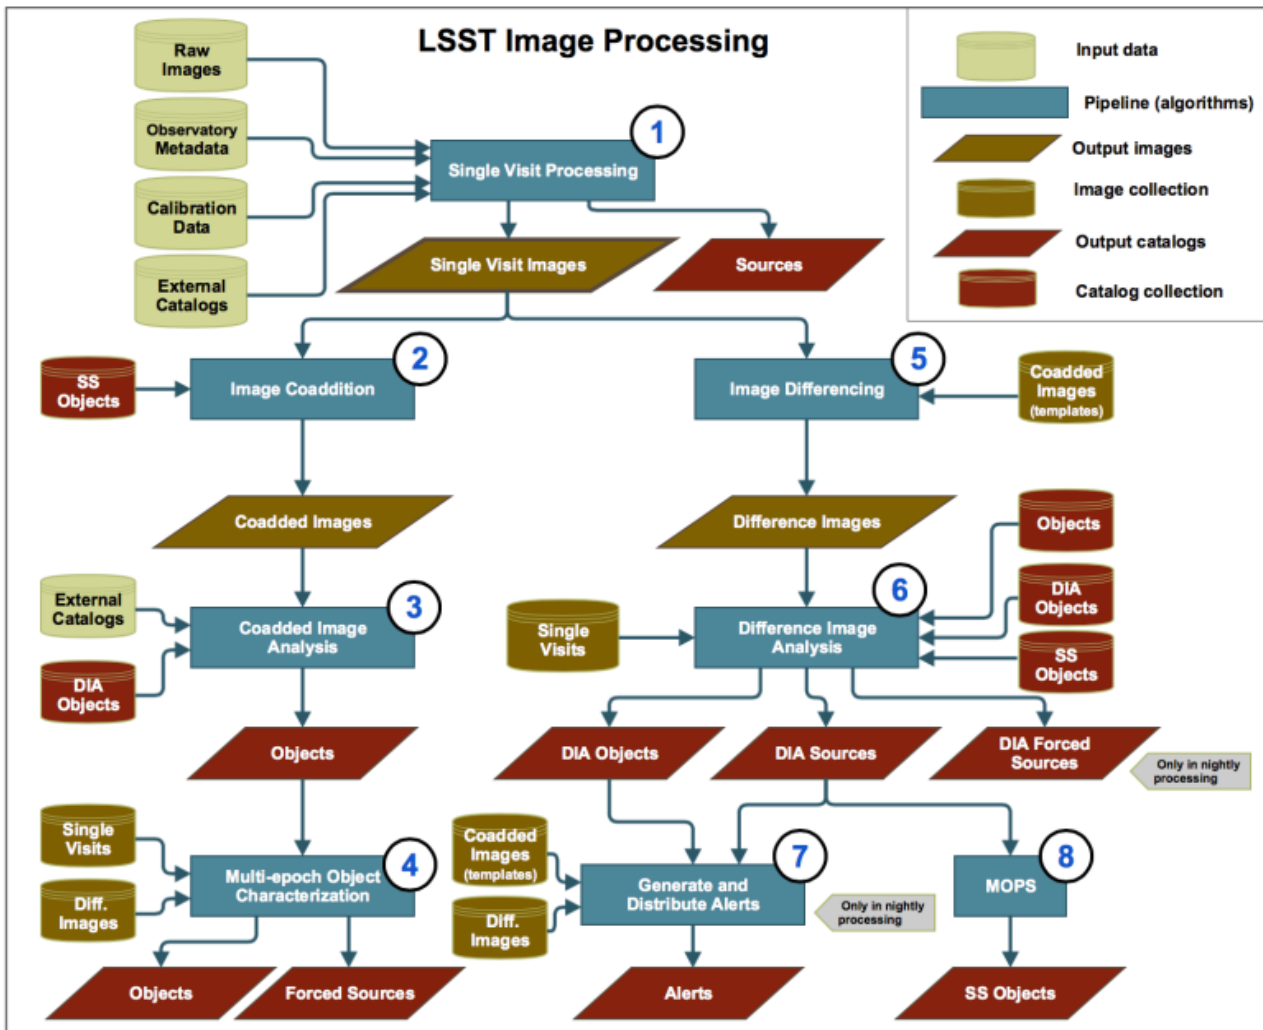 LSST Image Processing
Raw
Images
Observatory
Metadata
Calibration
Data
External
Catalogs
1
Single Visit Processing
Single Visit Images
Sources
Input data
Pipeline (algorithms)
Output images
Image collection
Output catalogs
Catalog collection
SS
Objects
2
Image Coaddition
5
Image Differencing
Coadded
Images
(templates)
Coadded Images
Difference Images
Objects
DIA
Objects
SS
Objects
External
Catalogs
DIA
Objects
3
Coadded Image
Analysis
Single
Visits
6
Difference Image
Analysis
Objects
DIA Objects
DIA Sources
DIA Forced
Sources
Only in nightly
processing
Single
Visits
Diff.
Images
4
Multi-epoch Object
Characterization
Coadded
Images
(templates)
Diff.
Images
7
Generate and
Distribute Alerts
Only in nightly
processing
8
MOPS
Objects
Forced Sources
Alerts
SS Objects